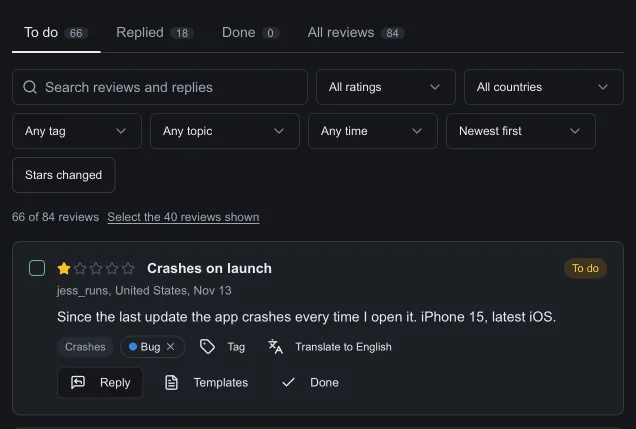 To do 66 Replied 18 Done 0 All reviews 84
Search reviews and replies All ratings All countries
Any tag Any topic Any time Newest first
Stars changed
66 of 84 reviews Select the 40 reviews shown
Crashes on launch To do
jess_runs, United States, Nov 13
Since the last update the app crashes every time I open it. iPhone 15, latest iOS.
Crashes Bug Tag Translate to English
Reply Templates Done